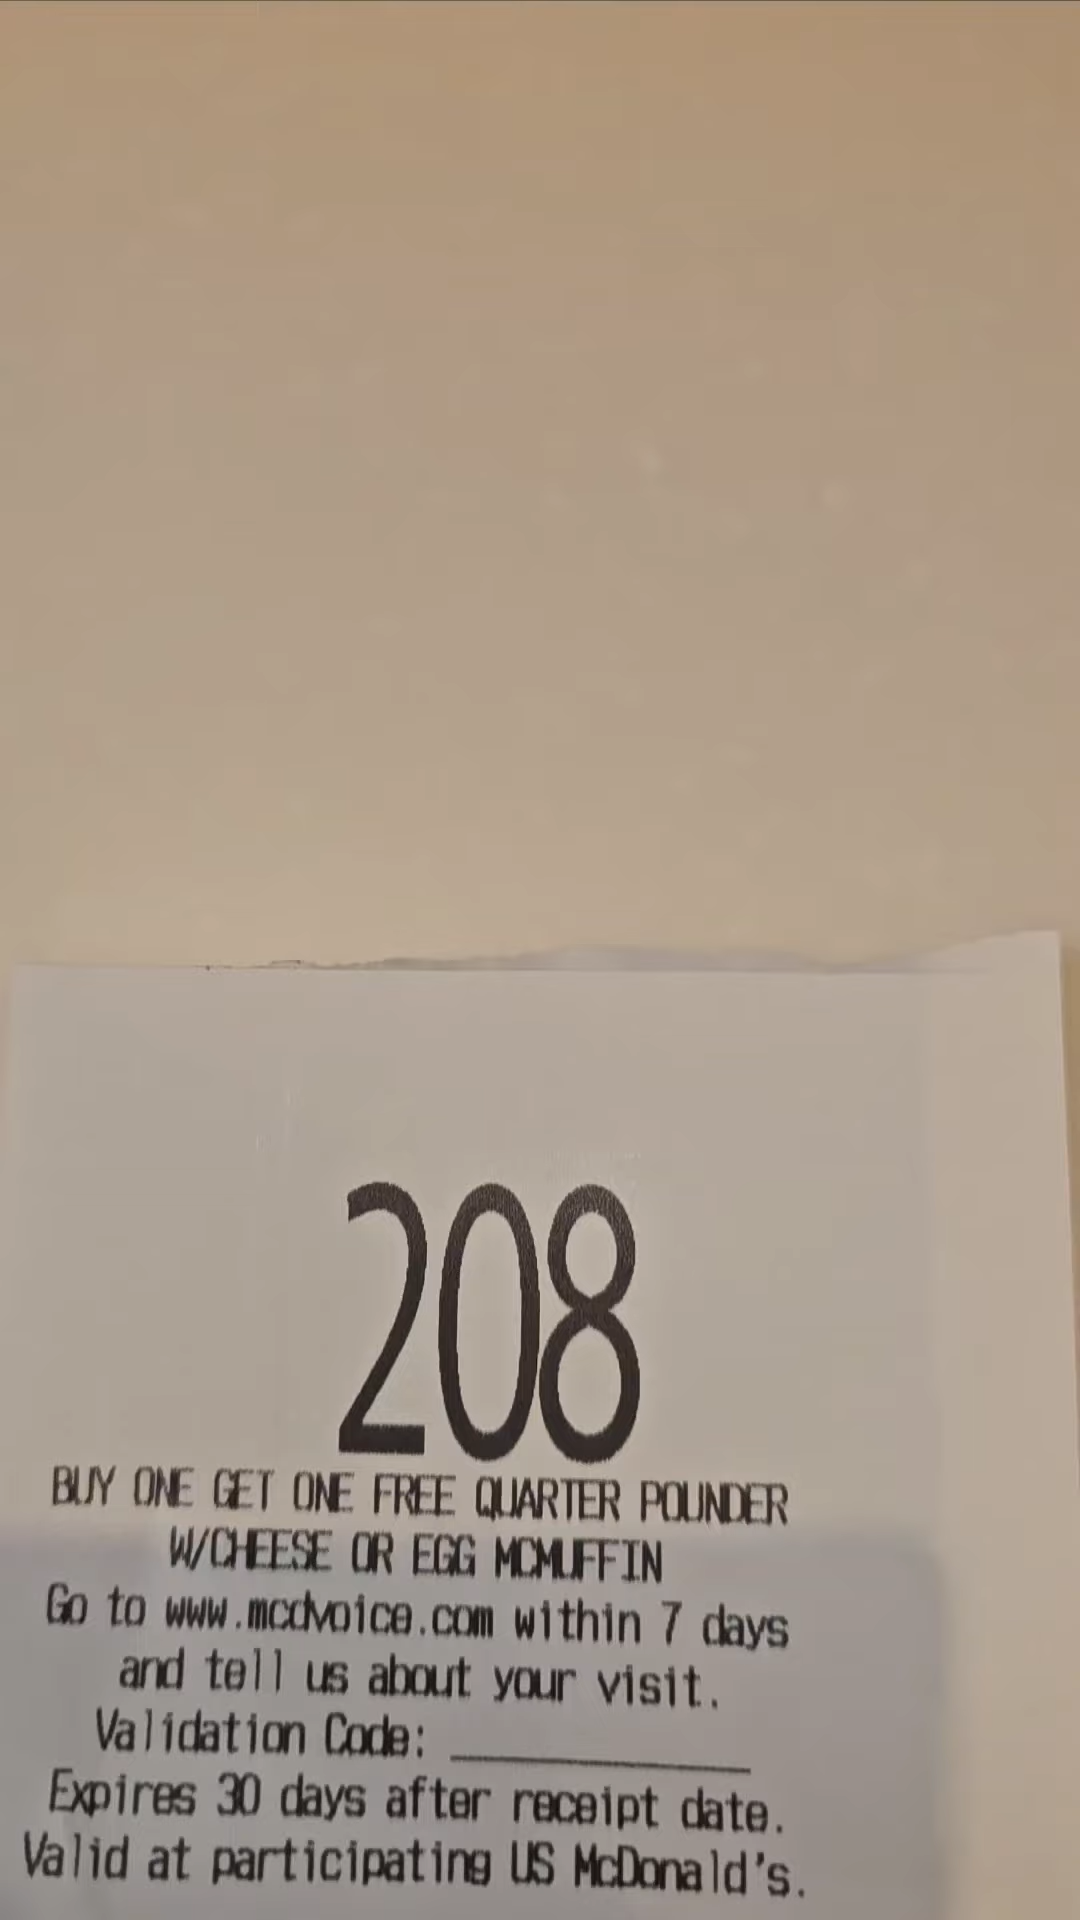 208
BUY ONE GET ONE FREE QUARTER POUNDER
W/CHEESE OR EGG MCMUFFIN
Go to www.mcdvoice.com within 7 days
and tell us about your visit.
Validation Code: ____________
Expires 30 days after receipt date.
Valid at participating US McDonald's.